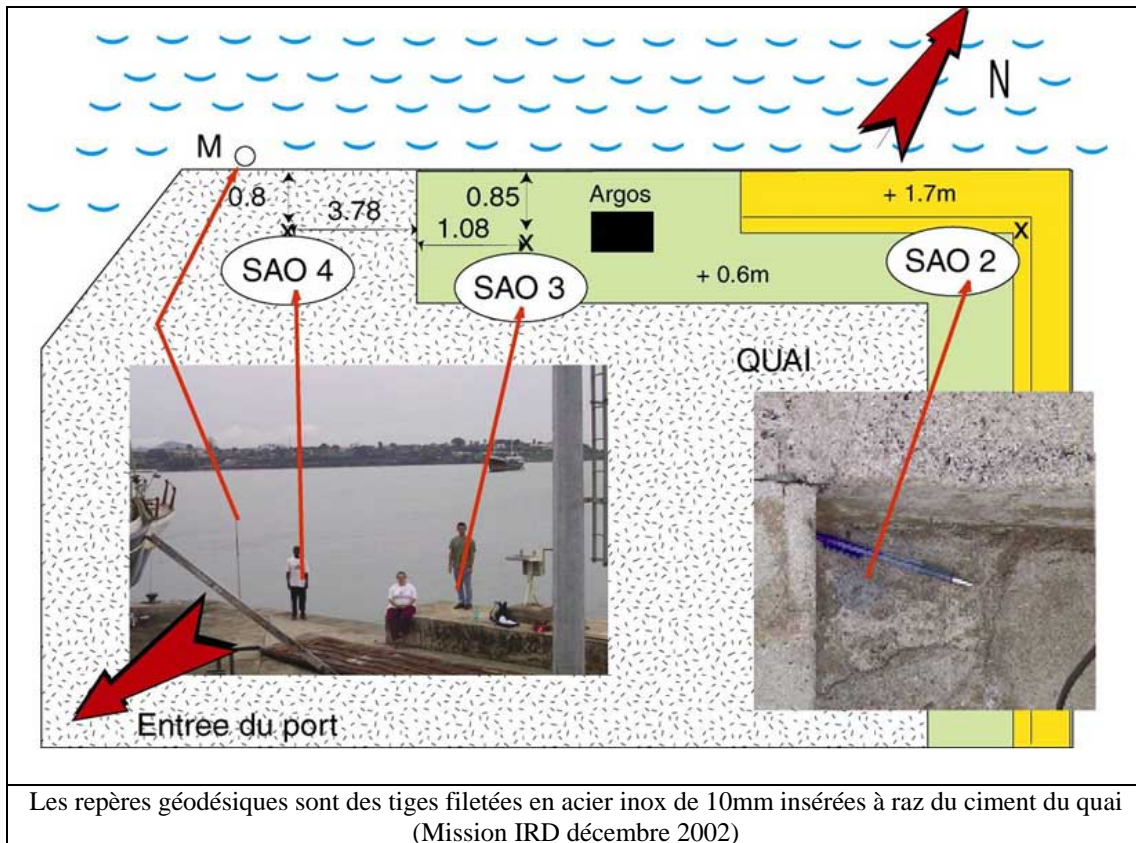 N
M
0.8
3.78
0.85
1.08
Argos
+ 1.7m
x
x
x
SAO 4
SAO 3
SAO 2
+ 0.6m
QUAI
Entree du port
Les repères géodésiques sont des tiges filetées en acier inox de 10mm insérées à raz du ciment du quai
(Mission IRD décembre 2002)